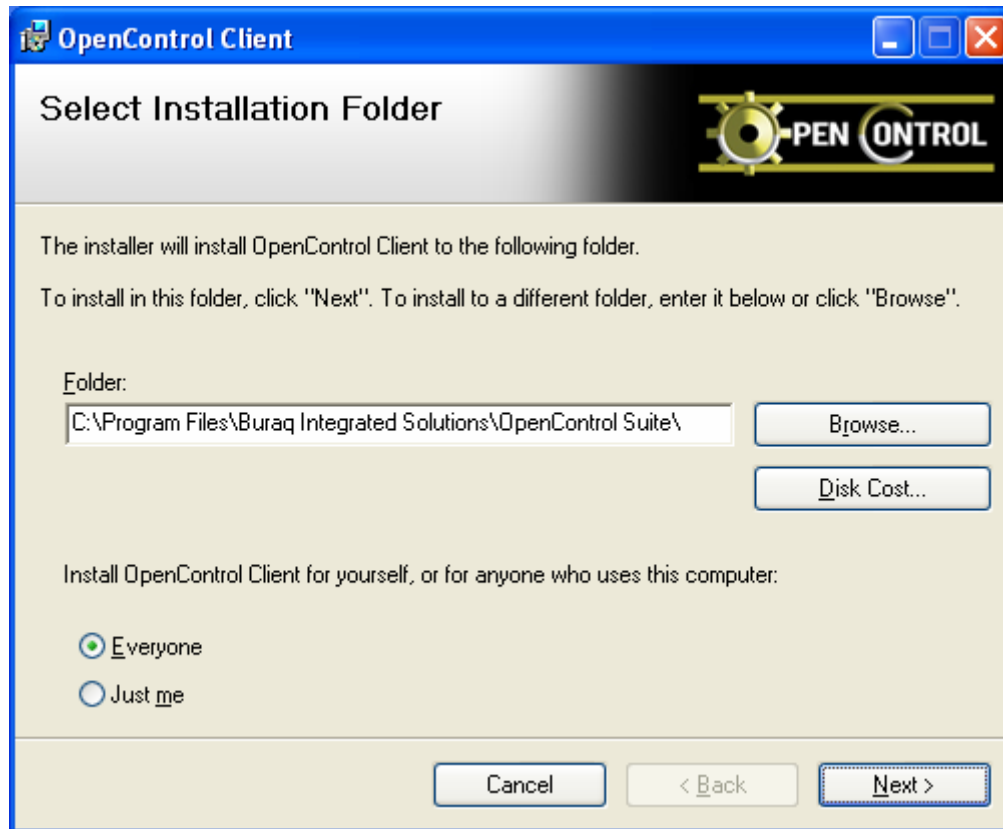 OpenControl Client
Select Installation Folder
OPEN CONTROL
The installer will install OpenControl Client to the following folder.
To install in this folder, click "Next". To install to a different folder, enter it below or click "Browse".
Folder:
C:\Program Files\Buraq Integrated Solutions\OpenControl Suite\
Browse...
Disk Cost...
Install OpenControl Client for yourself, or for anyone who uses this computer:
Everyone
Just me
Cancel
< Back
Next >